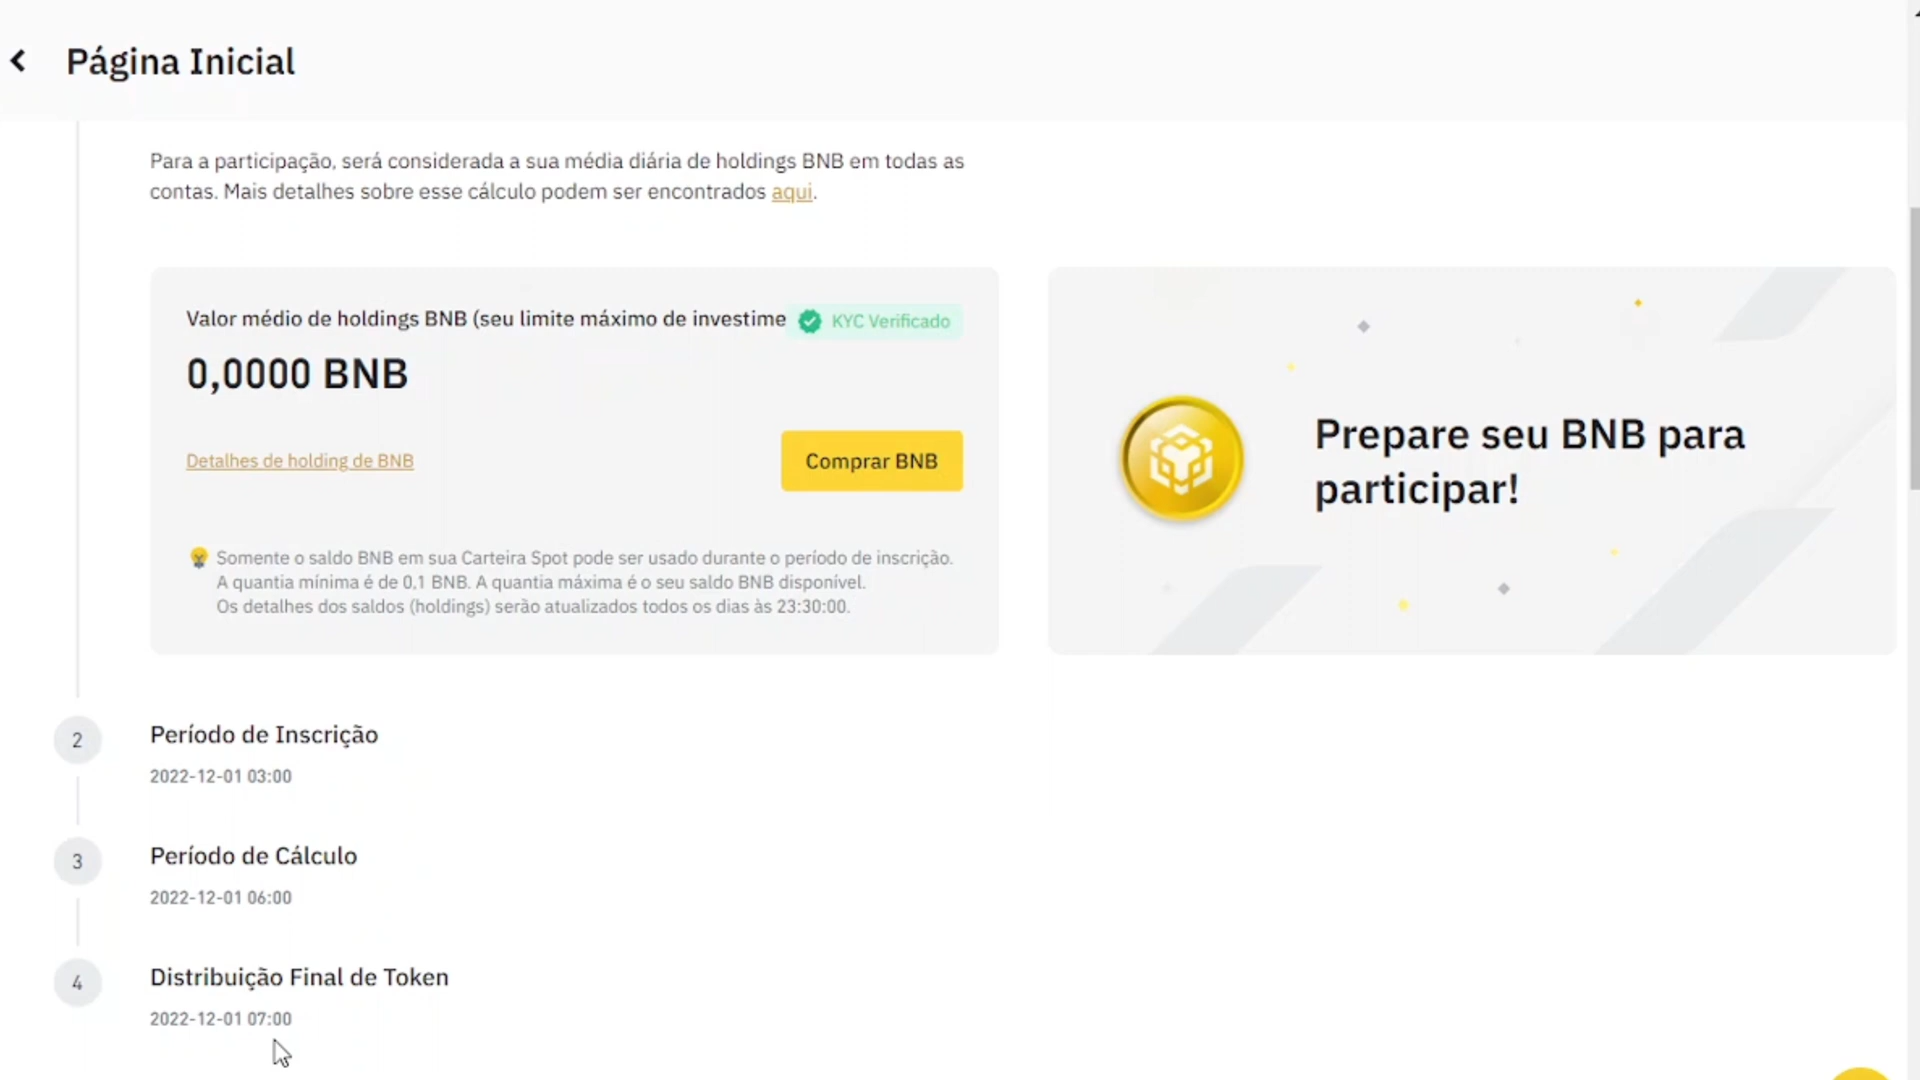 Página Inicial
Para a participação, será considerada a sua média diária de holdings BNB em todas as
contas. Mais detalhes sobre esse cálculo podem ser encontrados aqui.
Valor médio de holdings BNB (seu limite máximo de investime
KYC Verificado
0,0000 BNB
Detalhes de holding de BNB
Comprar BNB
Somente o saldo BNB em sua Carteira Spot pode ser usado durante o período de inscrição.
A quantia mínima é de 0,1 BNB. A quantia máxima é o seu saldo BNB disponível.
Os detalhes dos saldos (holdings) serão atualizados todos os dias às 23:30:00.
Prepare seu BNB para
participar!
2
Período de Inscrição
2022-12-01 03:00
3
Período de Cálculo
2022-12-01 06:00
4
Distribuição Final de Token
2022-12-01 07:00